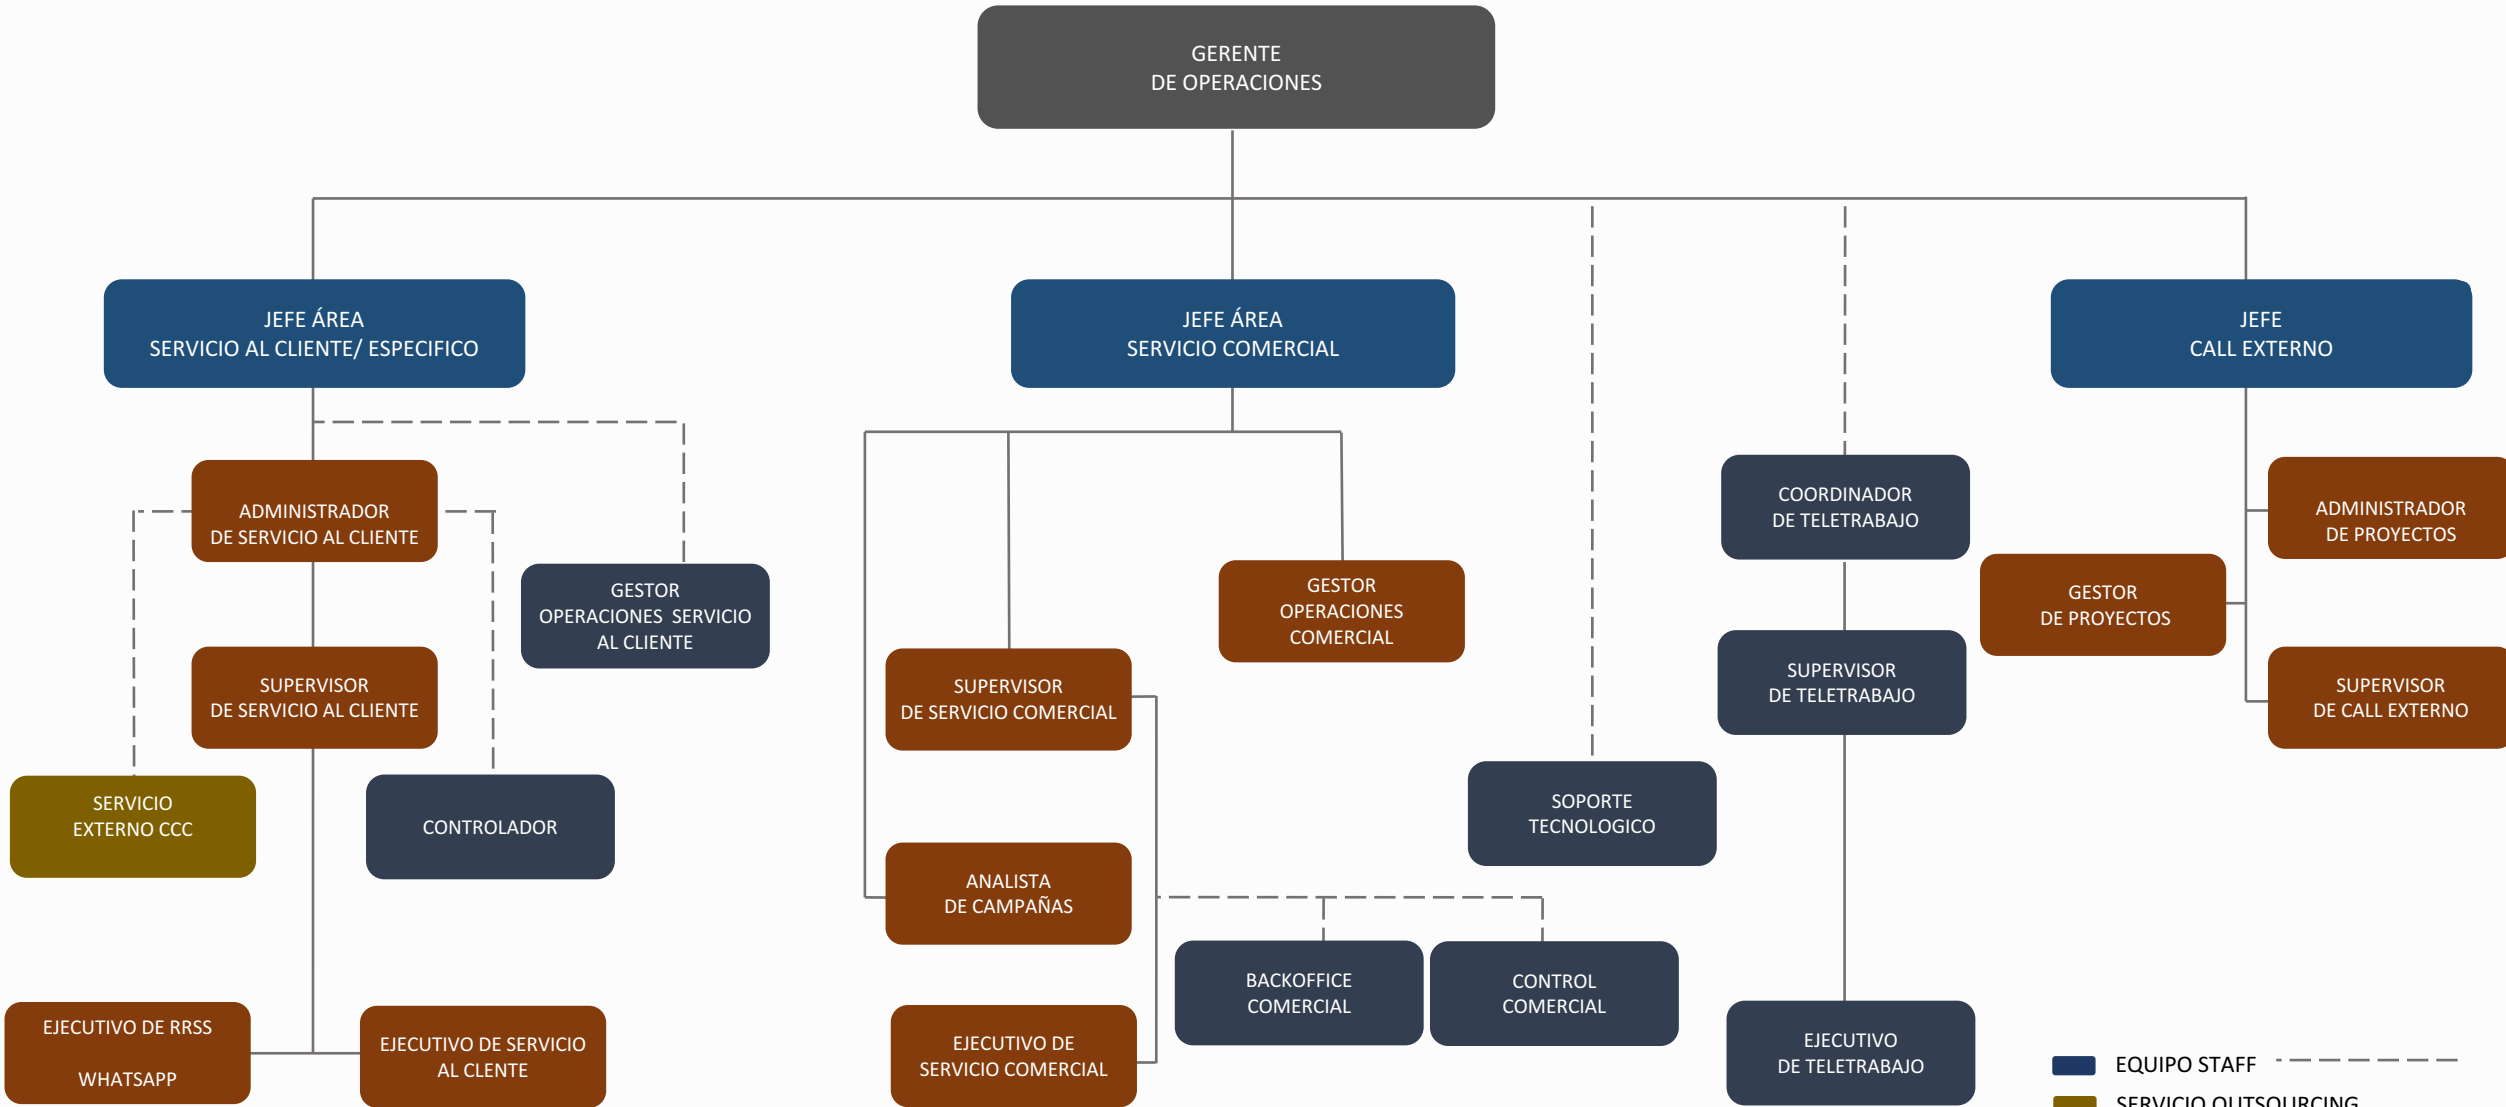 GERENTE
DE OPERACIONES
JEFE ÁREA
SERVICIO AL CLIENTE/ ESPECIFICO
JEFE ÁREA
SERVICIO COMERCIAL
JEFE
CALL EXTERNO
ADMINISTRADOR
DE SERVICIO AL CLIENTE
GESTOR
OPERACIONES  SERVICIO
AL CLIENTE
SUPERVISOR
DE SERVICIO AL CLIENTE
SERVICIO
EXTERNO CCC
CONTROLADOR
EJECUTIVO DE RRSS
WHATSAPP
EJECUTIVO DE SERVICIO
AL CLENTE
GESTOR
OPERACIONES
COMERCIAL
SUPERVISOR
DE SERVICIO COMERCIAL
ANALISTA
DE CAMPAÑAS
BACKOFFICE
COMERCIAL
CONTROL
COMERCIAL
EJECUTIVO DE
SERVICIO COMERCIAL
SOPORTE
TECNOLOGICO
COORDINADOR
DE TELETRABAJO
SUPERVISOR
DE TELETRABAJO
EJECUTIVO
DE TELETRABAJO
ADMINISTRADOR
DE PROYECTOS
GESTOR
DE PROYECTOS
SUPERVISOR
DE CALL EXTERNO
EQUIPO STAFF
SERVICIO OUTSOURCING